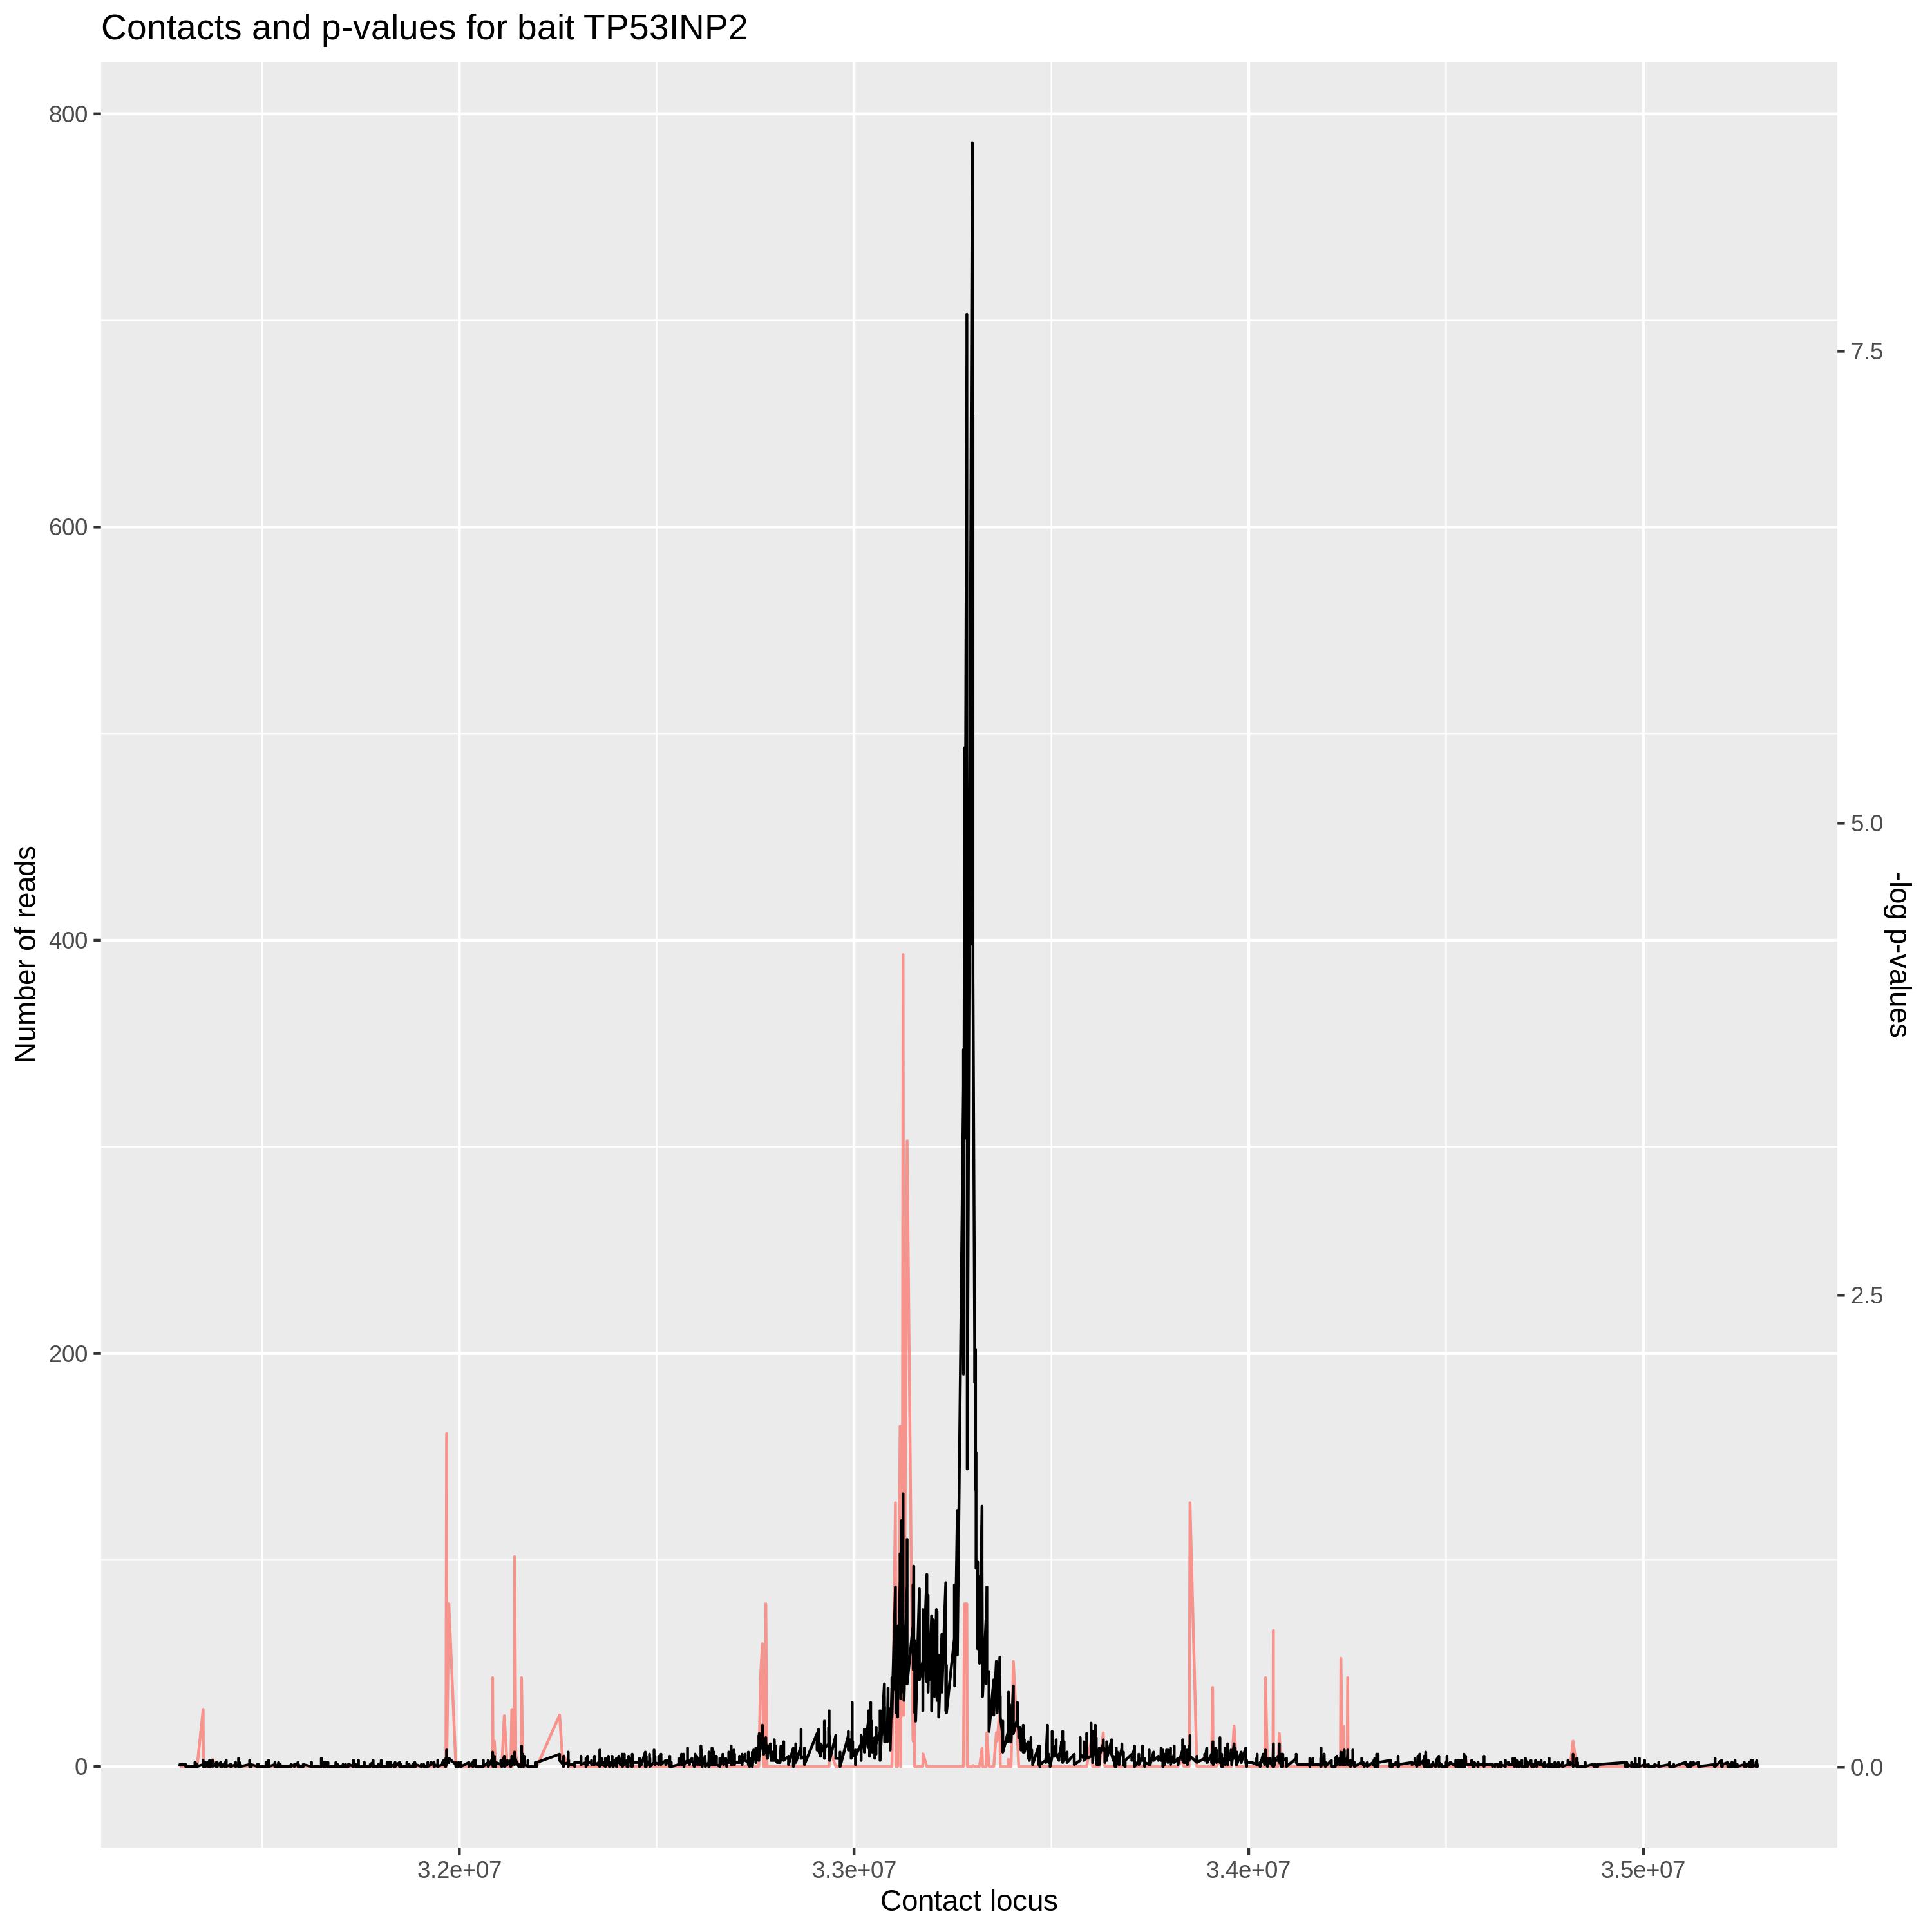 Contacts and p-values for bait TP53INP2
800
600
400
200
0
Number of reads
7.5
5.0
2.5
0.0
-log p-values
3.2e+07
3.3e+07
3.4e+07
3.5e+07
Contact locus